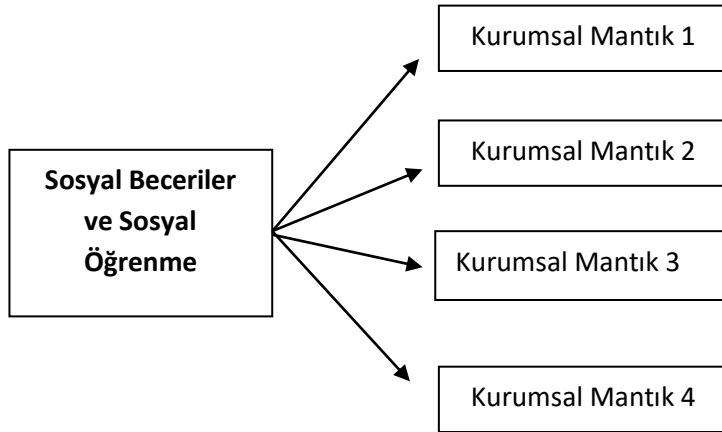 Sosyal Beceriler
ve Sosyal
Öğrenme
Kurumsal Mantık 1
Kurumsal Mantık 2
Kurumsal Mantık 3
Kurumsal Mantık 4